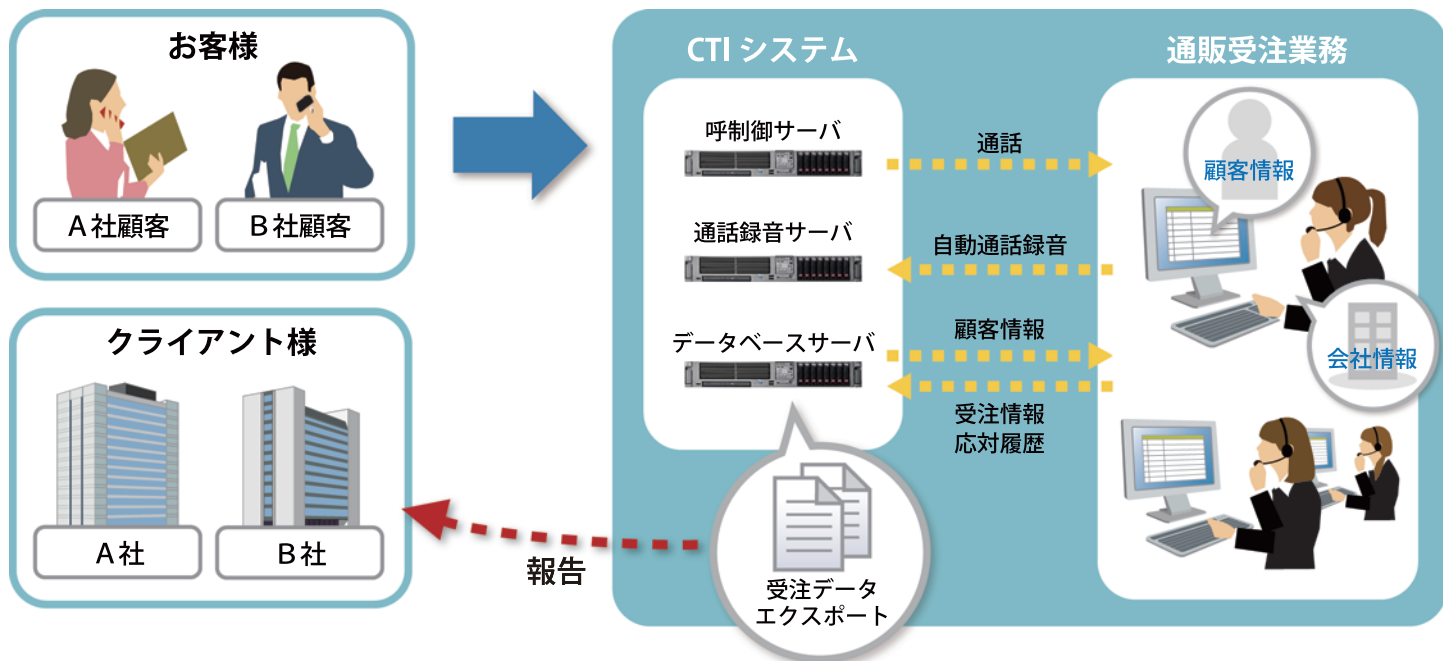 お客様
A社顧客
B社顧客
クライアント様
A社
B社
報告
CTIシステム
呼制御サーバ
通話録音サーバ
データベースサーバ
受注データ
エクスポート
通話
自動通話録音
顧客情報
受注情報
応対履歴
通販受注業務
顧客情報
会社情報